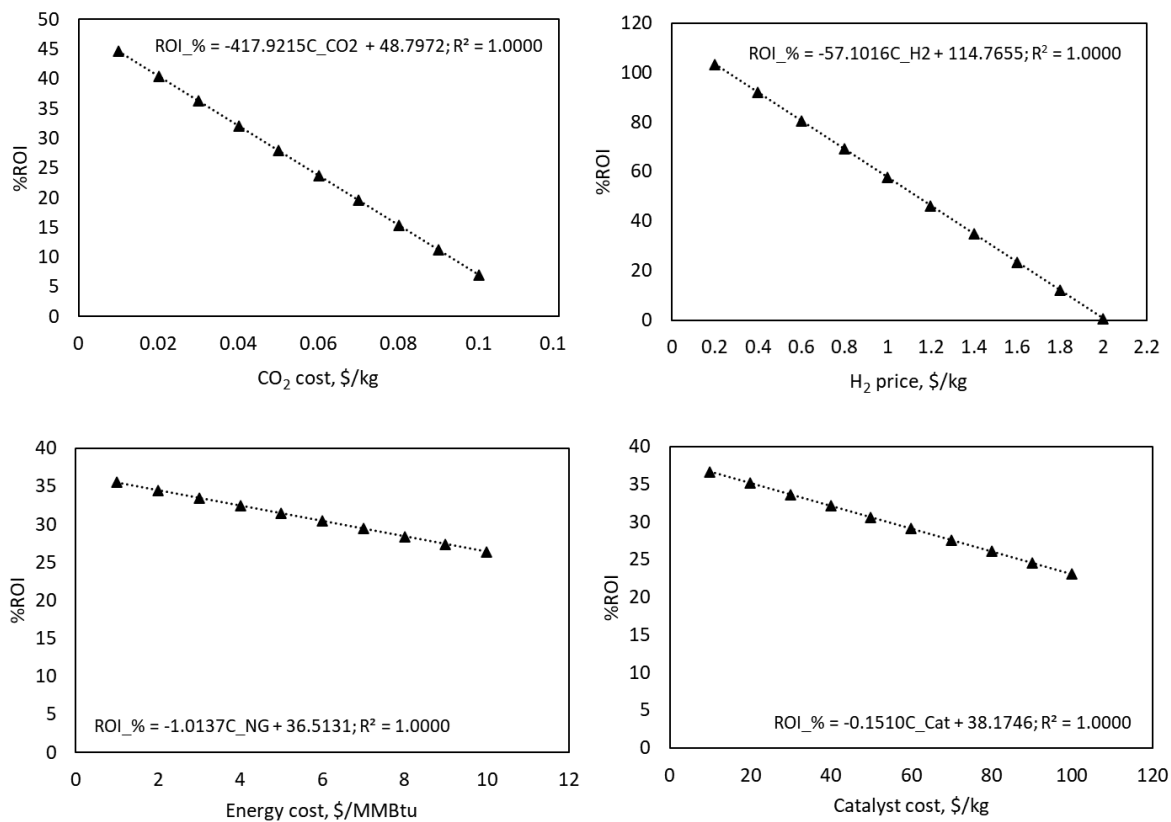 ROI_% = -417.9215C_CO2 + 48.7972; R² = 1.0000
50
45
40
35
30
25
20
15
10
5
0
%ROI
0 0.02 0.04 0.06 0.08 0.1 0.1
CO₂ cost, $/kg
ROI_% = -57.1016C_H2 + 114.7655; R² = 1.0000
120
100
80
60
40
20
0
%ROI
0 0.2 0.4 0.6 0.8 1 1.2 1.4 1.6 1.8 2 2.2
H₂ price, $/kg
40
35
30
25
20
15
10
5
0
%ROI
ROI_% = -1.0137C_NG + 36.5131; R² = 1.0000
0 2 4 6 8 10 12
Energy cost, $/MMBtu
40
35
30
25
20
15
10
5
0
%ROI
ROI_% = -0.1510C_Cat + 38.1746; R² = 1.0000
0 20 40 60 80 100 120
Catalyst cost, $/kg